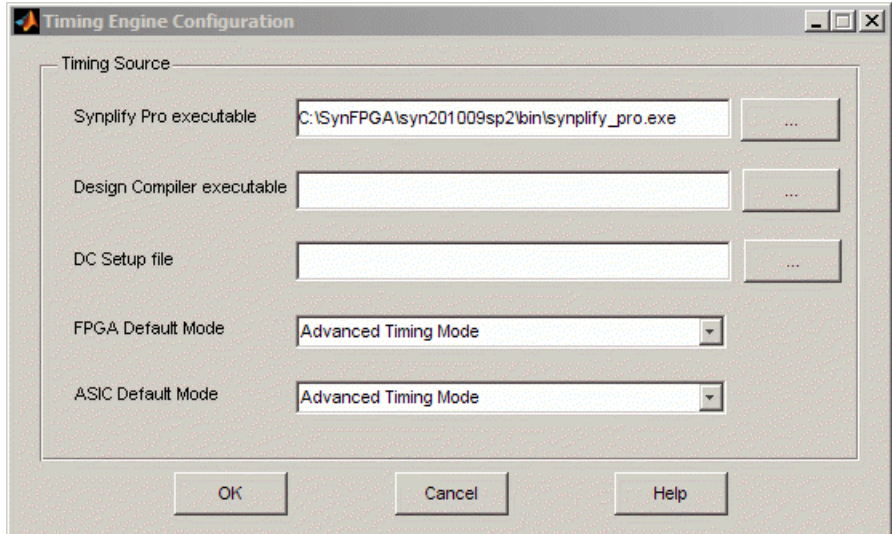 Timing Engine Configuration
Timing Source
Synplify Pro executable
C:\SynFPGA\syn201009sp2\bin\synplify_pro.exe
...
Design Compiler executable
...
DC Setup file
...
FPGA Default Mode
Advanced Timing Mode
ASIC Default Mode
Advanced Timing Mode
OK
Cancel
Help